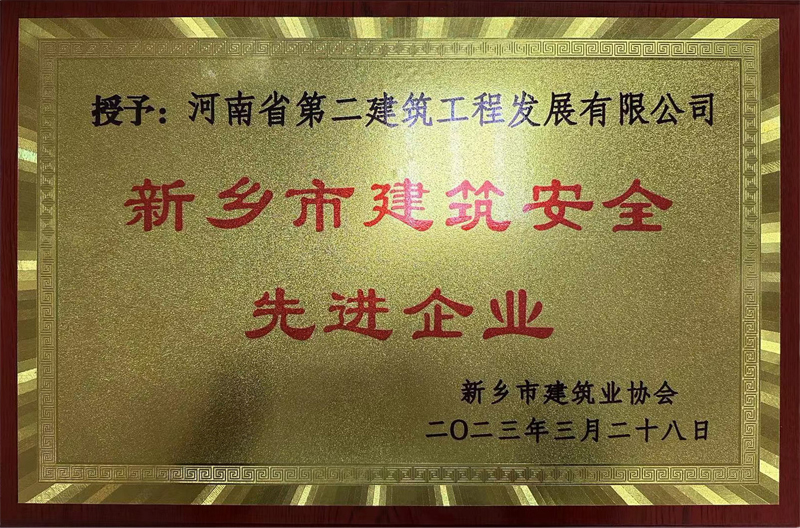 授予：河南省第二建筑工程发展有限公司
新乡市建筑安全
先进企业
新乡市建筑业协会
二〇二三年三月二十八日